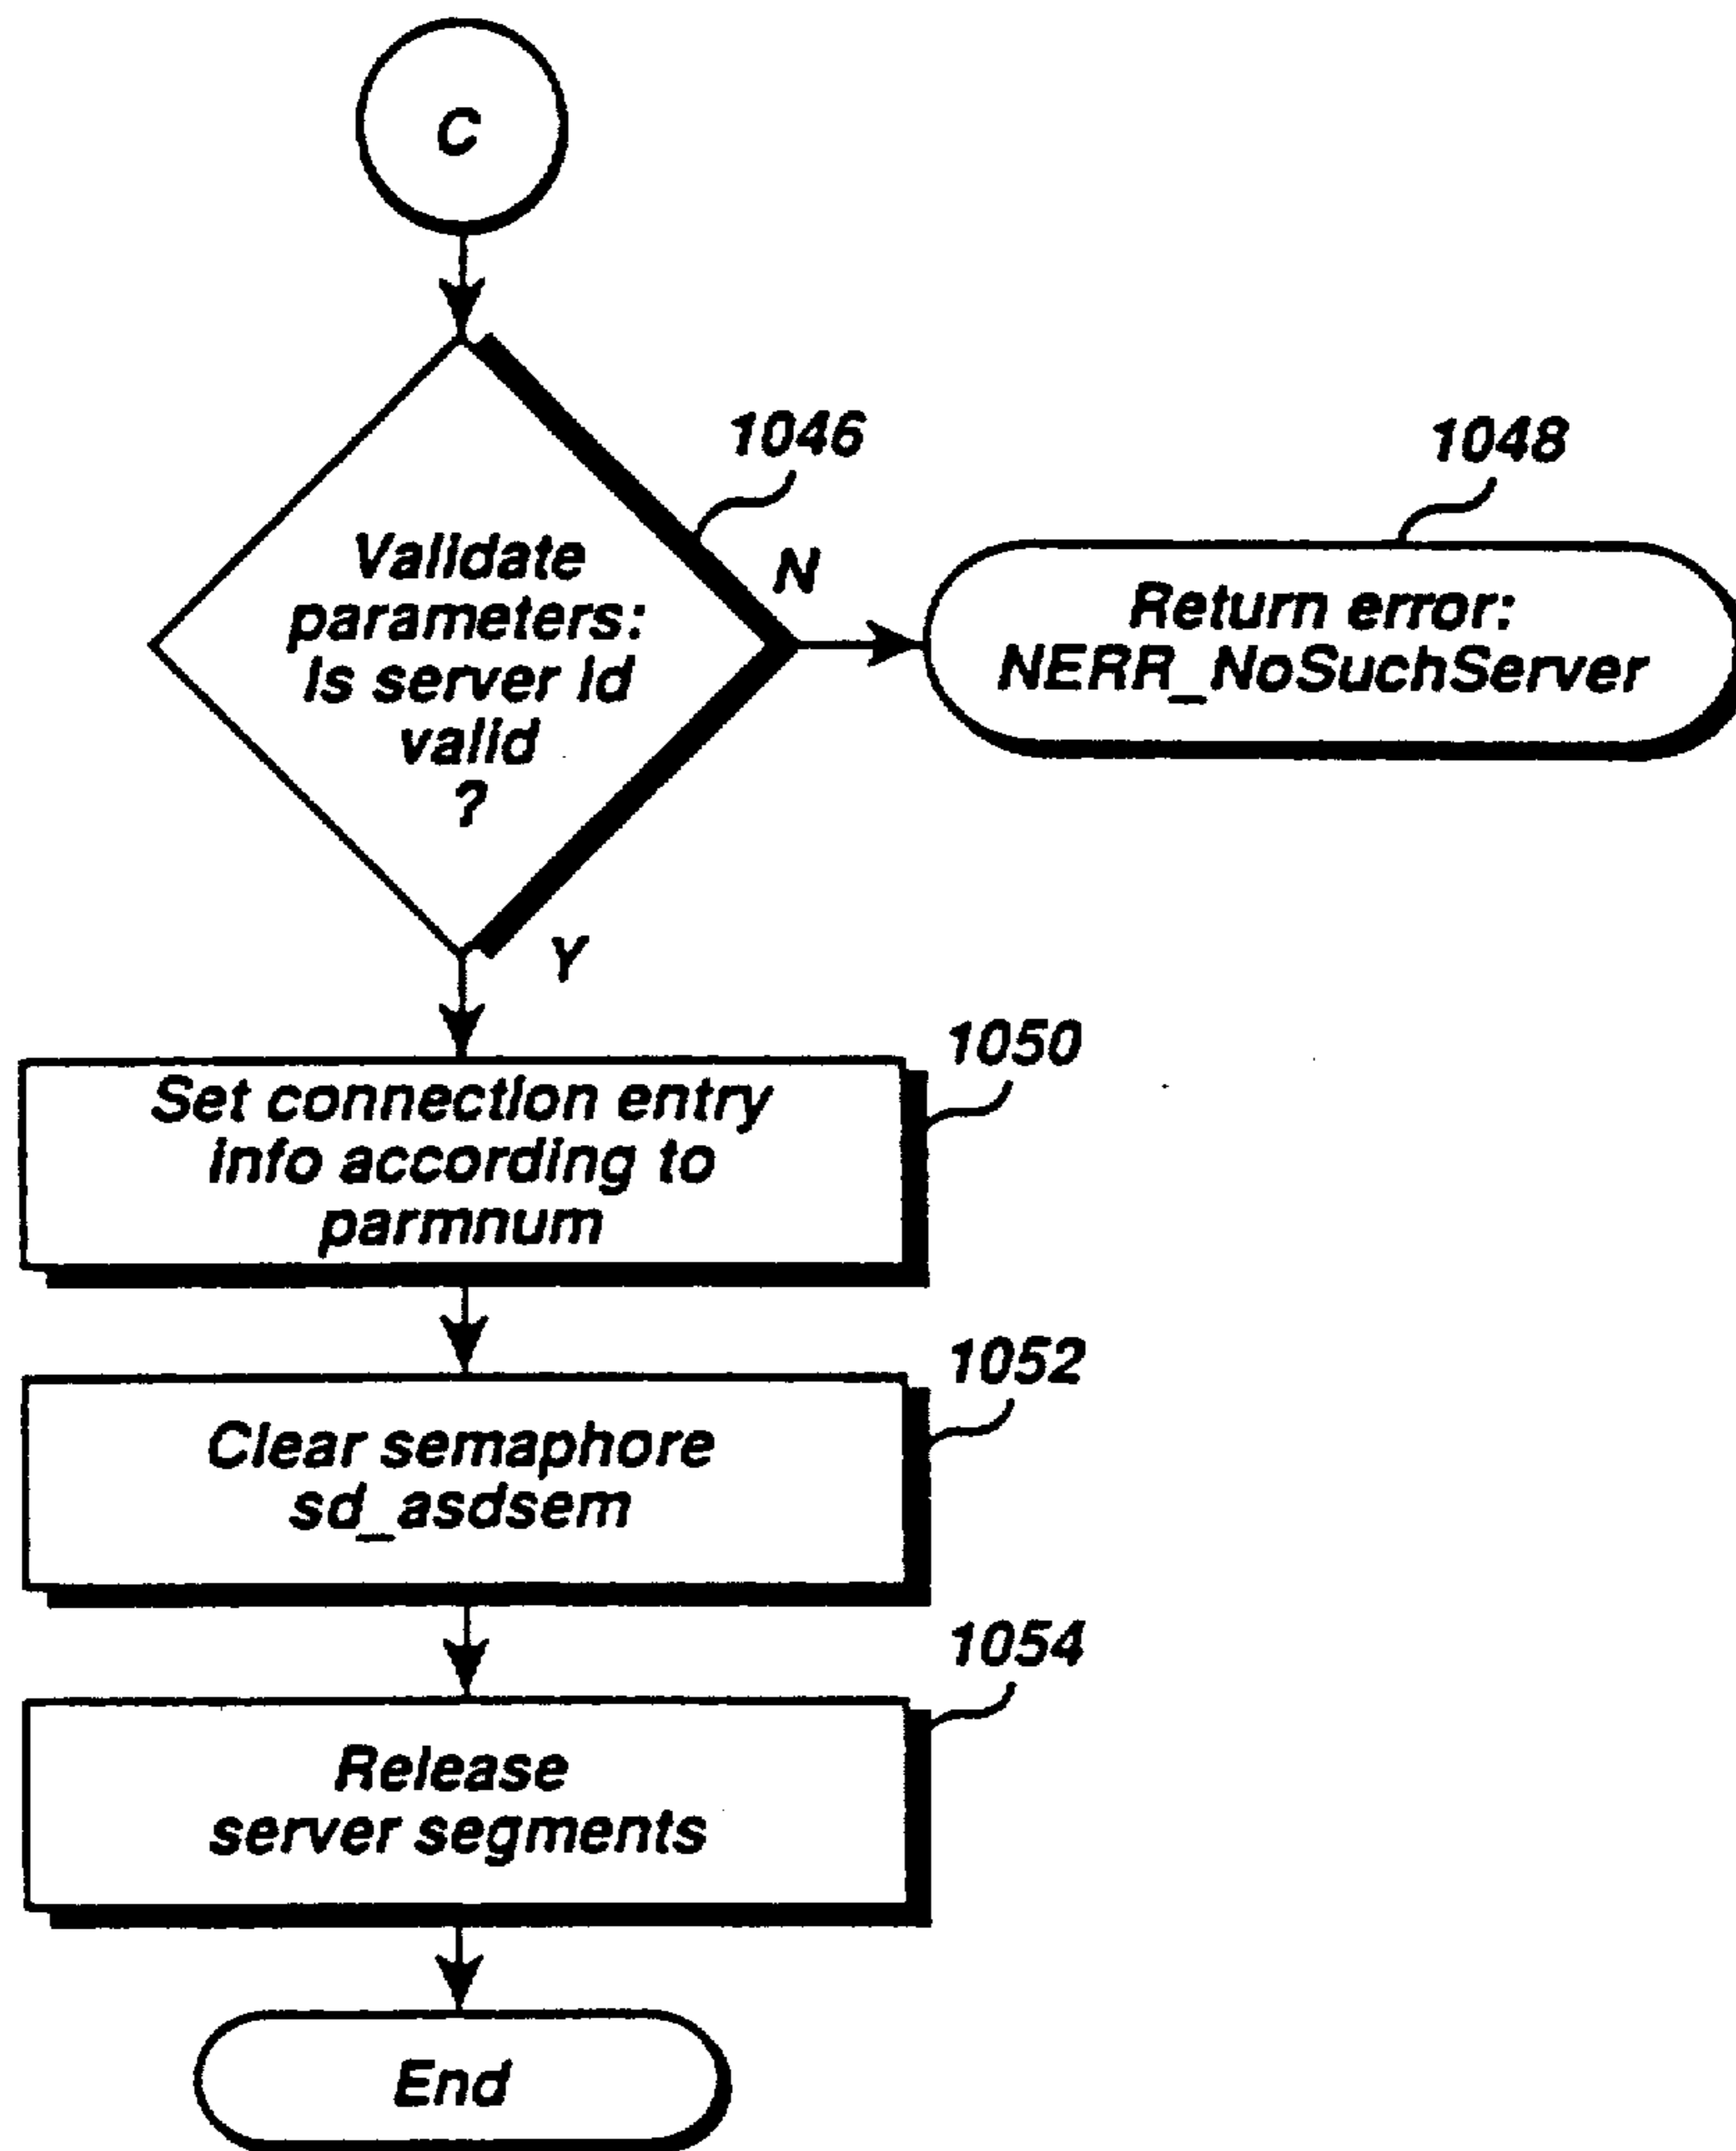 C
1046
Validate
parameters:
Is server Id
valid
?
N
1048
Return error:
NERR_NoSuchServer
Y
1050
Set connection entry
info according to
parmnum
1052
Clear semaphore
sd_asdsem
1054
Release
server segments
End